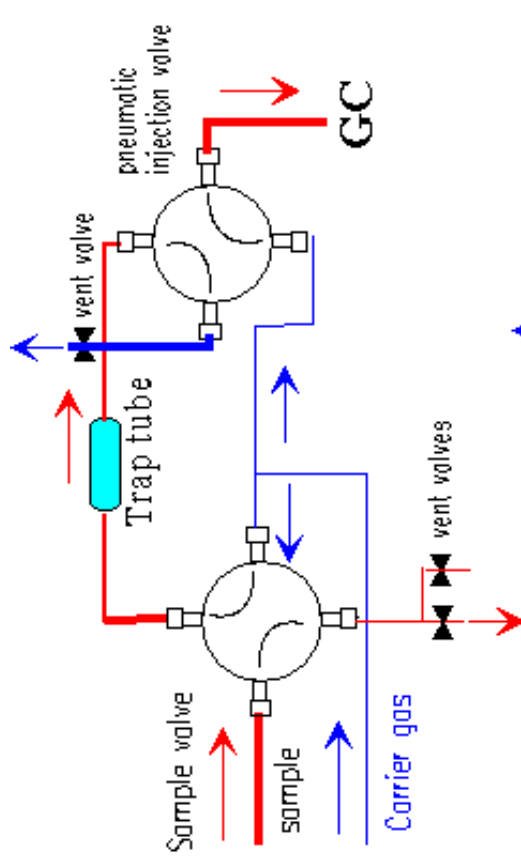 pneumatic
injection valve
GC
vent valve
Trap tube
vent valves
Sample valve
sample
Carrier gas